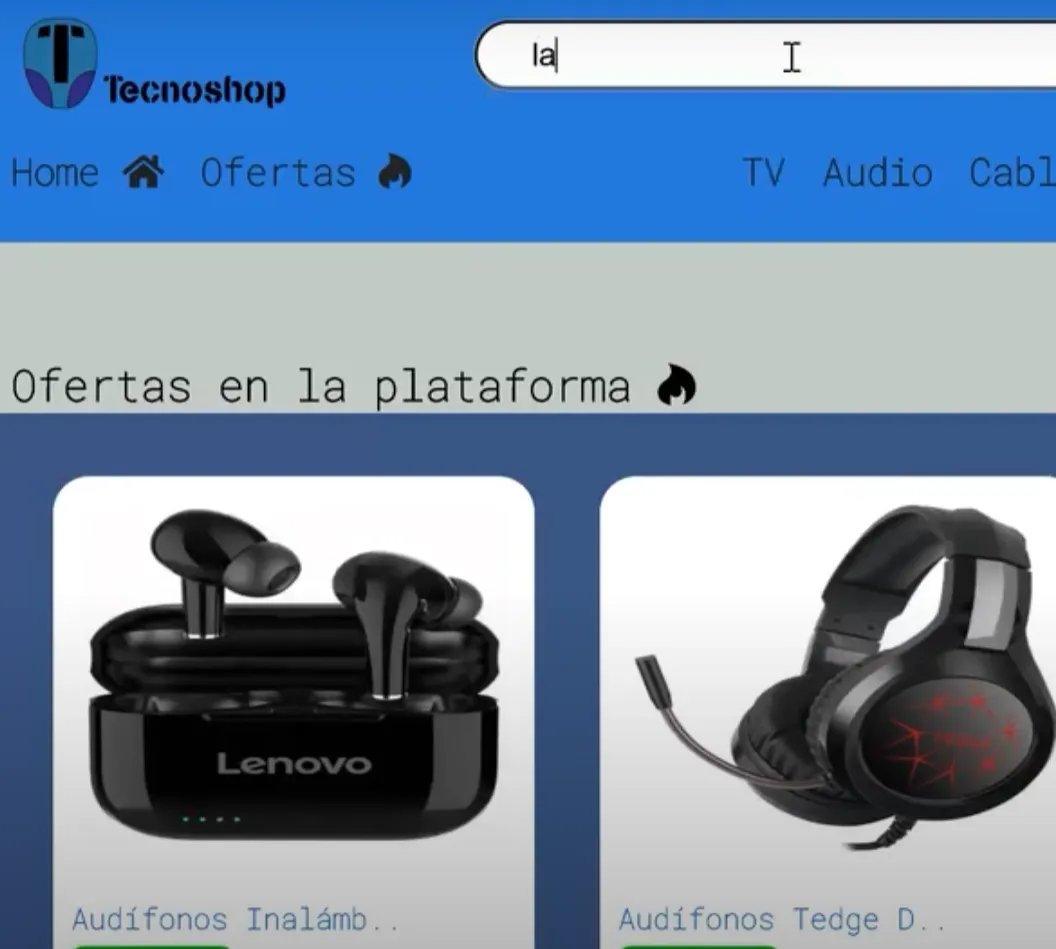 la
Tecnoshop
Home Ofertas TV Audio Cabl
Ofertas en la plataforma
Lenovo
Audífonos Inalámb..
Audífonos Tedge D..